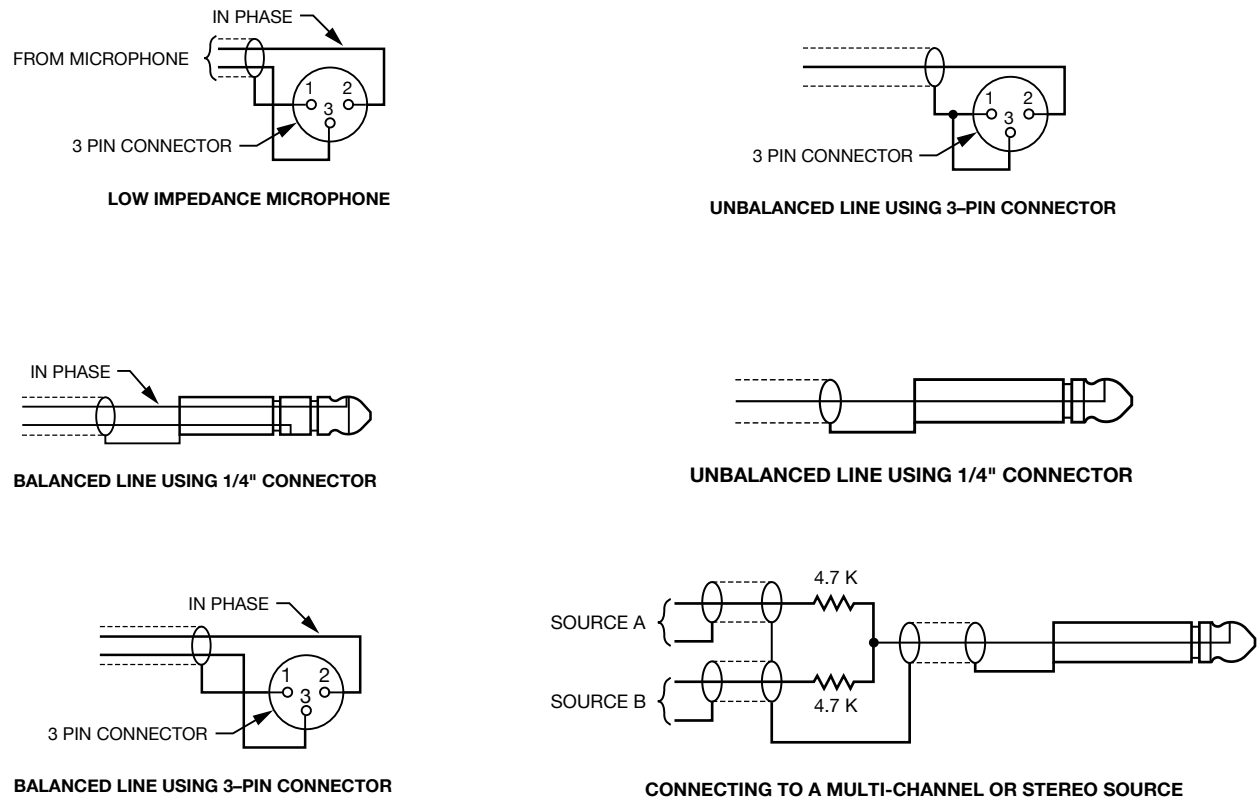 IN PHASE
FROM MICROPHONE
1 2
3
3 PIN CONNECTOR
LOW IMPEDANCE MICROPHONE
1 2
3
3 PIN CONNECTOR
UNBALANCED LINE USING 3–PIN CONNECTOR
IN PHASE
BALANCED LINE USING 1/4" CONNECTOR
UNBALANCED LINE USING 1/4" CONNECTOR
IN PHASE
1 2
3
3 PIN CONNECTOR
BALANCED LINE USING 3–PIN CONNECTOR
4.7 K
SOURCE A
SOURCE B
4.7 K
CONNECTING TO A MULTI-CHANNEL OR STEREO SOURCE